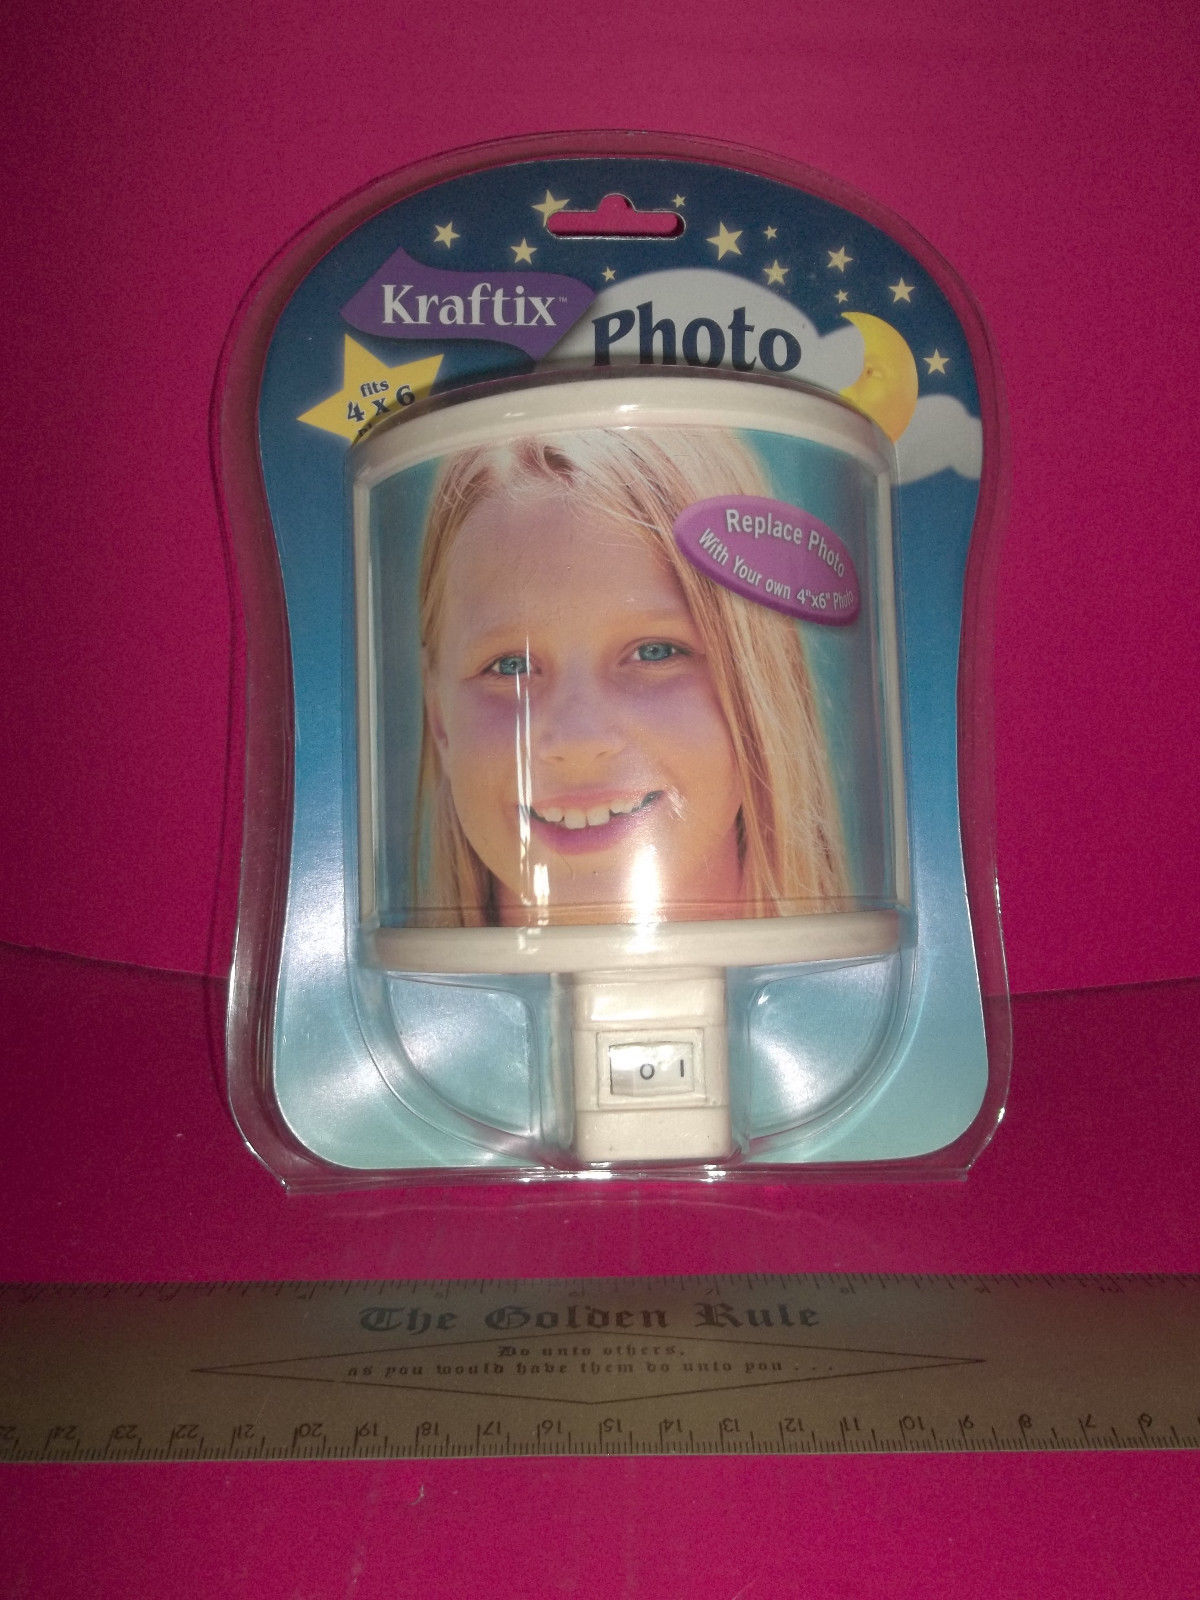 Kraftix™
Photo
fits
4 x 6
Replace Photo
With Your own 4"x6" Photo
O I
The Golden Rule
Do unto others,
as you would have them do unto you . . .
24 23 22 21 20 19 18 17 16 15 14 13 12 11 10 9 8 7 6